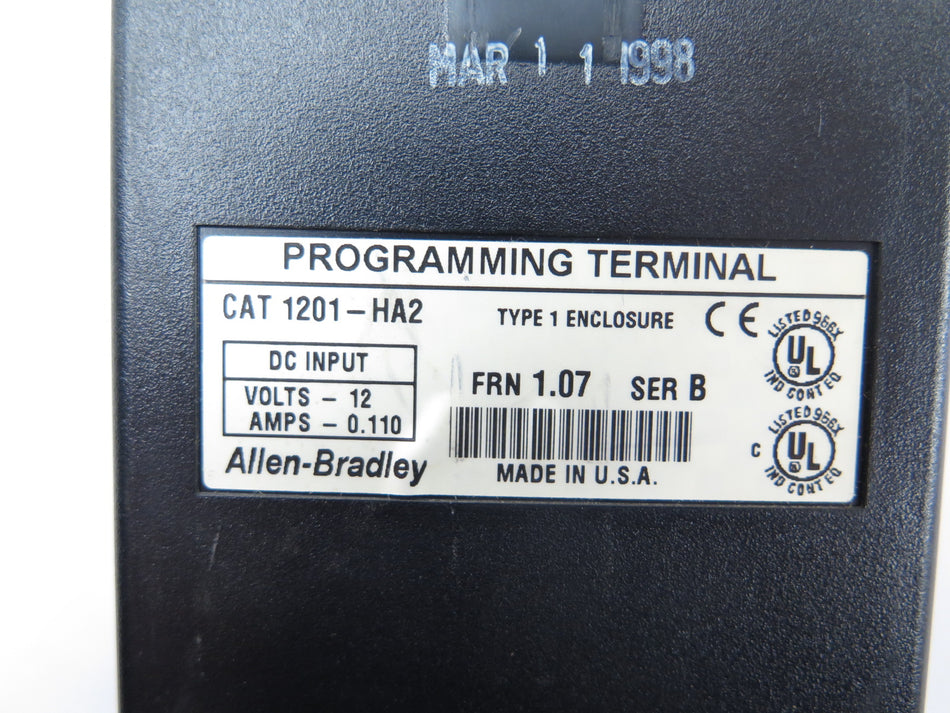 MAR 1 1 1998
PROGRAMMING TERMINAL
CAT 1201-HA2
TYPE 1 ENCLOSURE
CE
LISTED 966X
UL
IND CONT EQ
DC INPUT
VOLTS - 12
AMPS - 0.110
FRN 1.07 SER B
Allen-Bradley
MADE IN U.S.A.
LISTED 966X
C UL
IND CONT EQ